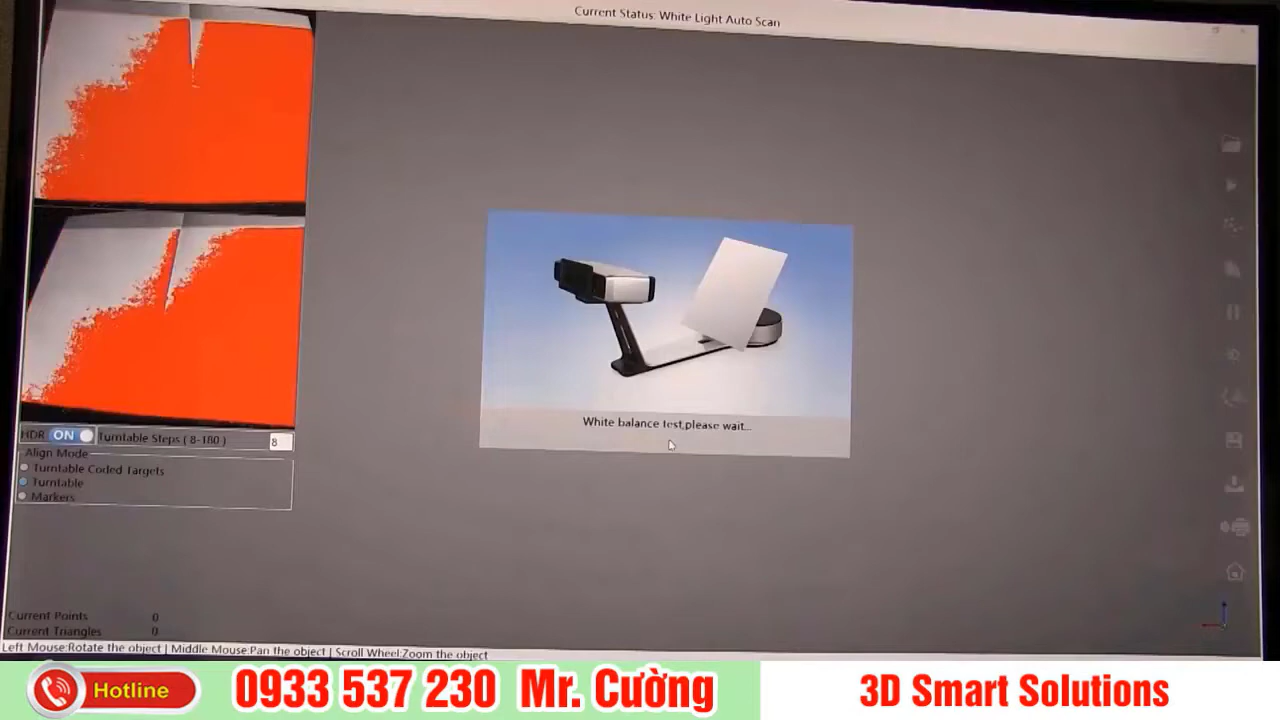 Current Status: White Light Auto Scan
White balance test,please wait...
HDR ON Turntable Steps ( 8-180 ) 8
Align Mode
Turntable Coded Targets
Turntable
Markers
Current Points 0
Current Triangles 0
Left Mouse:Rotate the object | Middle Mouse:Pan the object | Scroll Wheel:Zoom the object
Hotline 0933 537 230 Mr. Cường 3D Smart Solutions